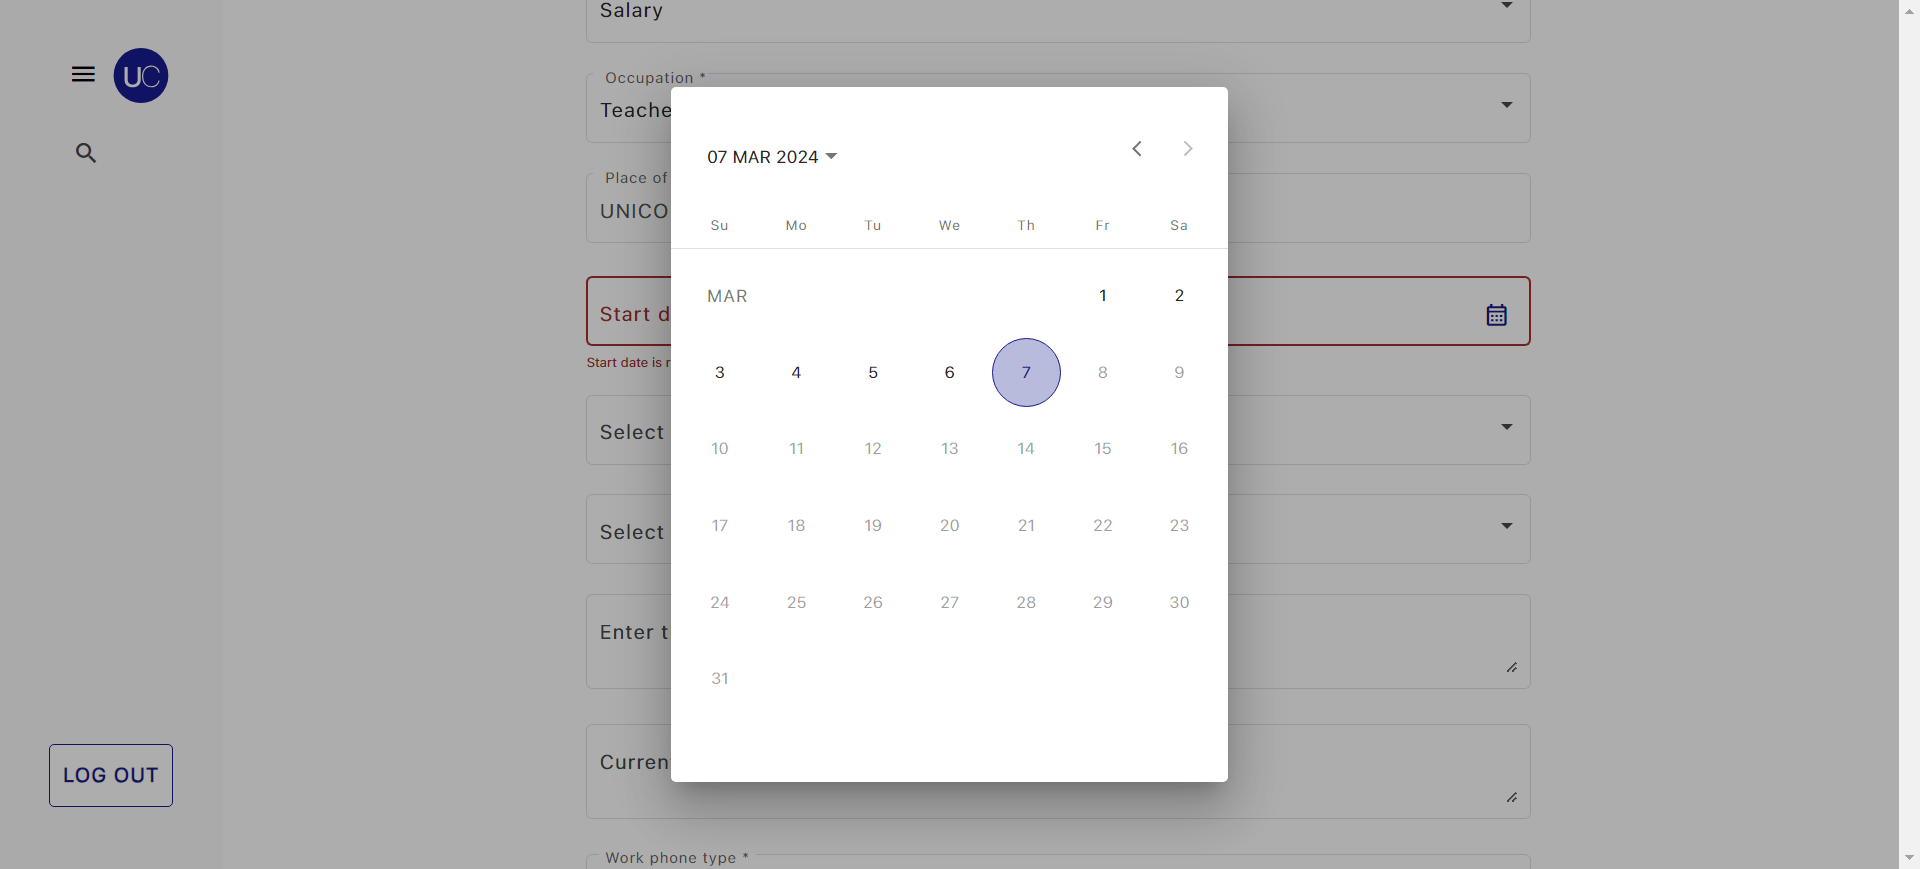 Salary
UC
Occupation *
Teache
07 MAR 2024
Place of
UNICO
Su Mo Tu We Th Fr Sa
MAR 1 2
Start d
Start date is r
3 4 5 6 7 8 9
Select
10 11 12 13 14 15 16
Select
17 18 19 20 21 22 23
Enter t
24 25 26 27 28 29 30
31
Curren
LOG OUT
Work phone type *